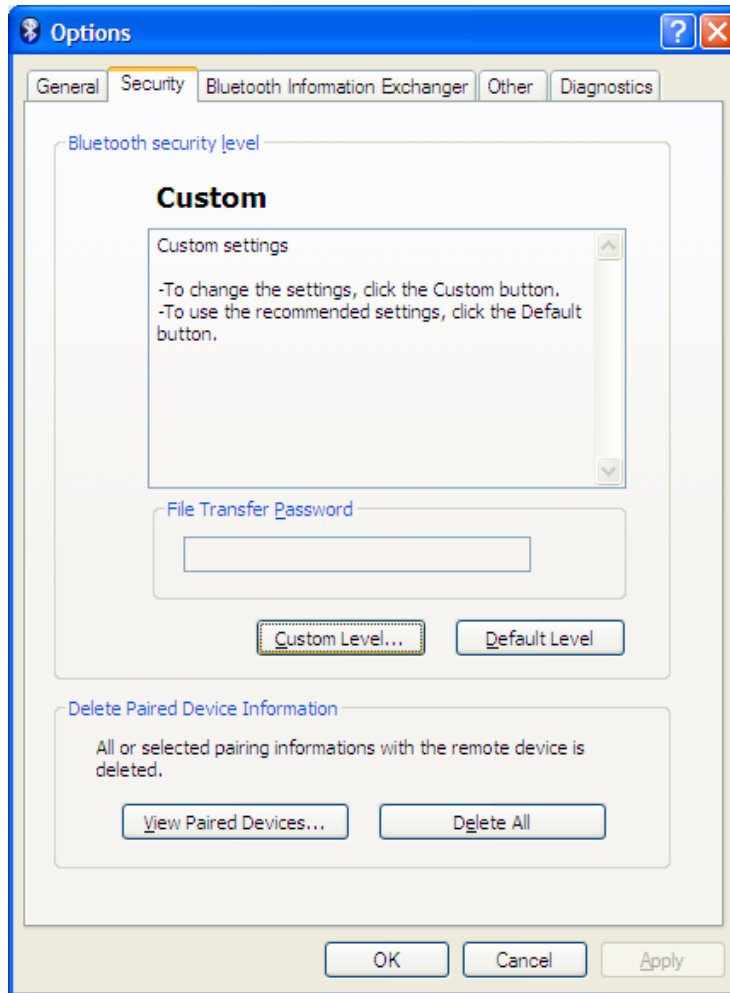 Options
General Security Bluetooth Information Exchanger Other Diagnostics
Bluetooth security level
Custom
Custom settings
-To change the settings, click the Custom button.
-To use the recommended settings, click the Default
button.
File Transfer Password
Custom Level... Default Level
Delete Paired Device Information
All or selected pairing informations with the remote device is
deleted.
View Paired Devices... Delete All
OK Cancel Apply